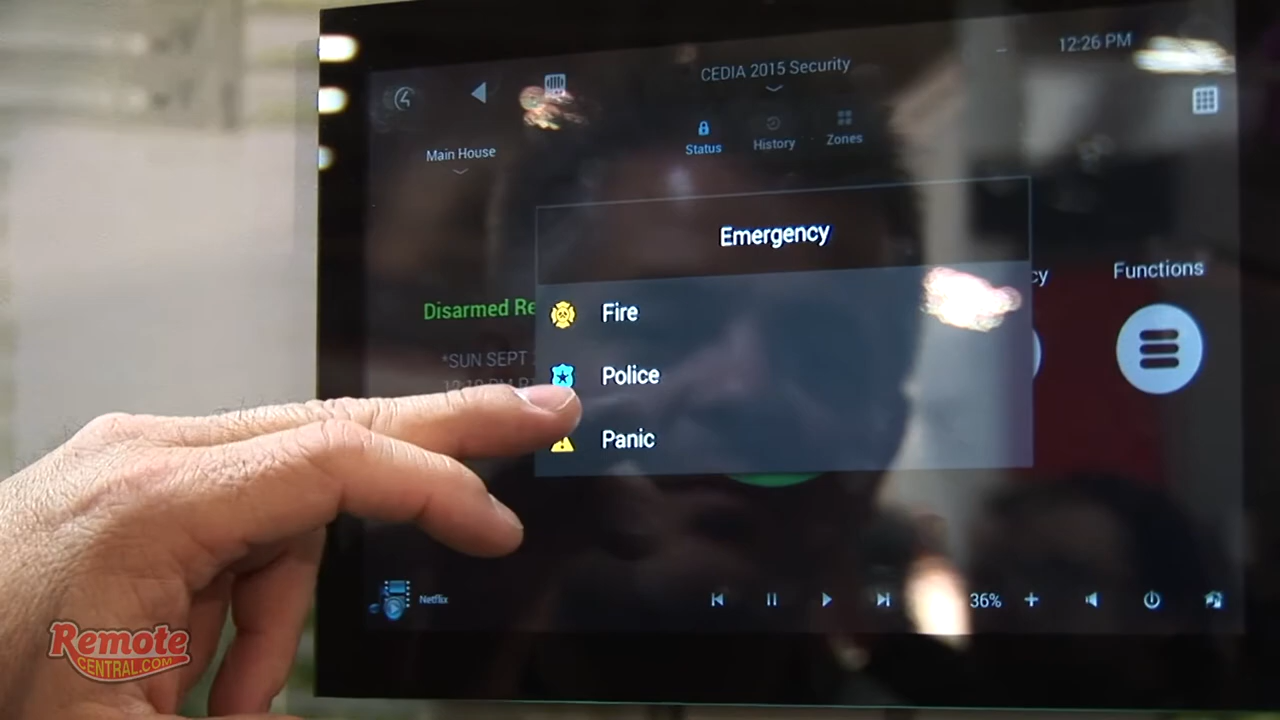 12:26 PM
CEDIA 2015 Security
Main House
Status
History
Zones
Emergency
Functions
Fire
Disarmed Re
*SUN SEPT
Police
Panic
Netflix
36%
Remote
CENTRAL.COM